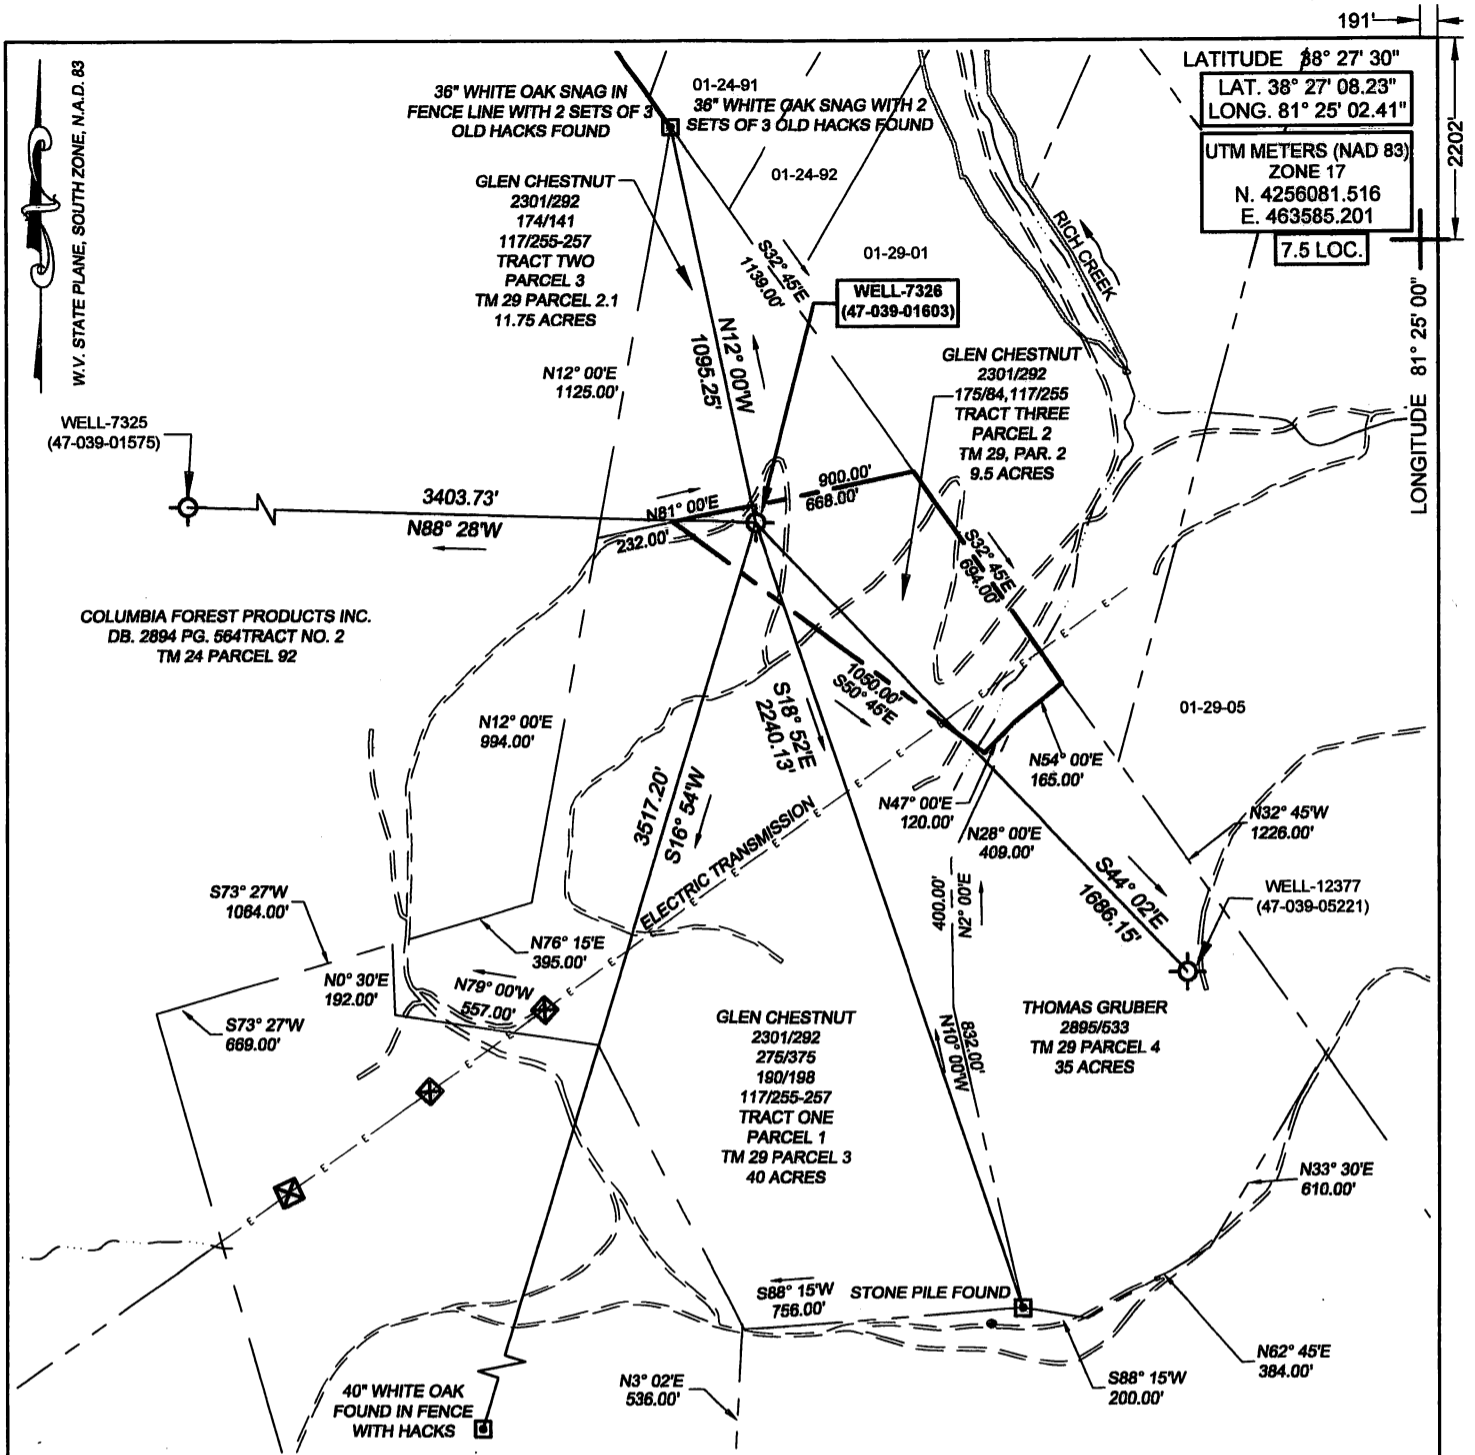 191'
LATITUDE 38° 27' 30"
LAT. 38° 27' 08.23"
LONG. 81° 25' 02.41"
UTM METERS (NAD 83)
ZONE 17
N. 4256081.516
E. 463585.201
7.5 LOC.
2202'
LONGITUDE 81° 25' 00"
W.V. STATE PLANE, SOUTH ZONE, N.A.D. 83
36" WHITE OAK SNAG IN
FENCE LINE WITH 2 SETS OF 3
OLD HACKS FOUND
01-24-91
36" WHITE OAK SNAG WITH 2
SETS OF 3 OLD HACKS FOUND
01-24-92
GLEN CHESTNUT
2301/292
174/141
117/255-257
TRACT TWO
PARCEL 3
TM 29 PARCEL 2.1
11.75 ACRES
S32° 45'E
1139.00'
01-29-01
RICH CREEK
WELL-7326
(47-039-01603)
N12° 00'W
1095.25'
N12° 00'E
1125.00'
GLEN CHESTNUT
2301/292
175/84,117/255
TRACT THREE
PARCEL 2
TM 29, PAR. 2
9.5 ACRES
WELL-7325
(47-039-01575)
3403.73'
N88° 28'W
N81° 00'E
232.00'
900.00'
668.00'
S32° 45'E
694.00'
COLUMBIA FOREST PRODUCTS INC.
DB. 2894 PG. 564TRACT NO. 2
TM 24 PARCEL 92
1050.00'
S50° 45'E
S18° 52'E
2240.13'
N12° 00'E
994.00'
01-29-05
3517.20'
S16° 54'W
N54° 00'E
165.00'
N47° 00'E
120.00'
N28° 00'E
409.00'
N32° 45'W
1226.00'
ELECTRIC TRANSMISSION
E
E
E
E
E
E
E
E
E
E
S44° 02'E
1686.15'
WELL-12377
(47-039-05221)
400.00'
N2° 00'E
S73° 27'W
1064.00'
N76° 15'E
395.00'
N0° 30'E
192.00'
N79° 00'W
557.00'
S73° 27'W
669.00'
GLEN CHESTNUT
2301/292
275/375
190/198
117/255-257
TRACT ONE
PARCEL 1
TM 29 PARCEL 3
40 ACRES
832.00'
N10° 00'W
THOMAS GRUBER
2895/533
TM 29 PARCEL 4
35 ACRES
N33° 30'E
610.00'
S88° 15'W
756.00'
STONE PILE FOUND
N62° 45'E
384.00'
S88° 15'W
200.00'
N3° 02'E
536.00'
40" WHITE OAK
FOUND IN FENCE
WITH HACKS